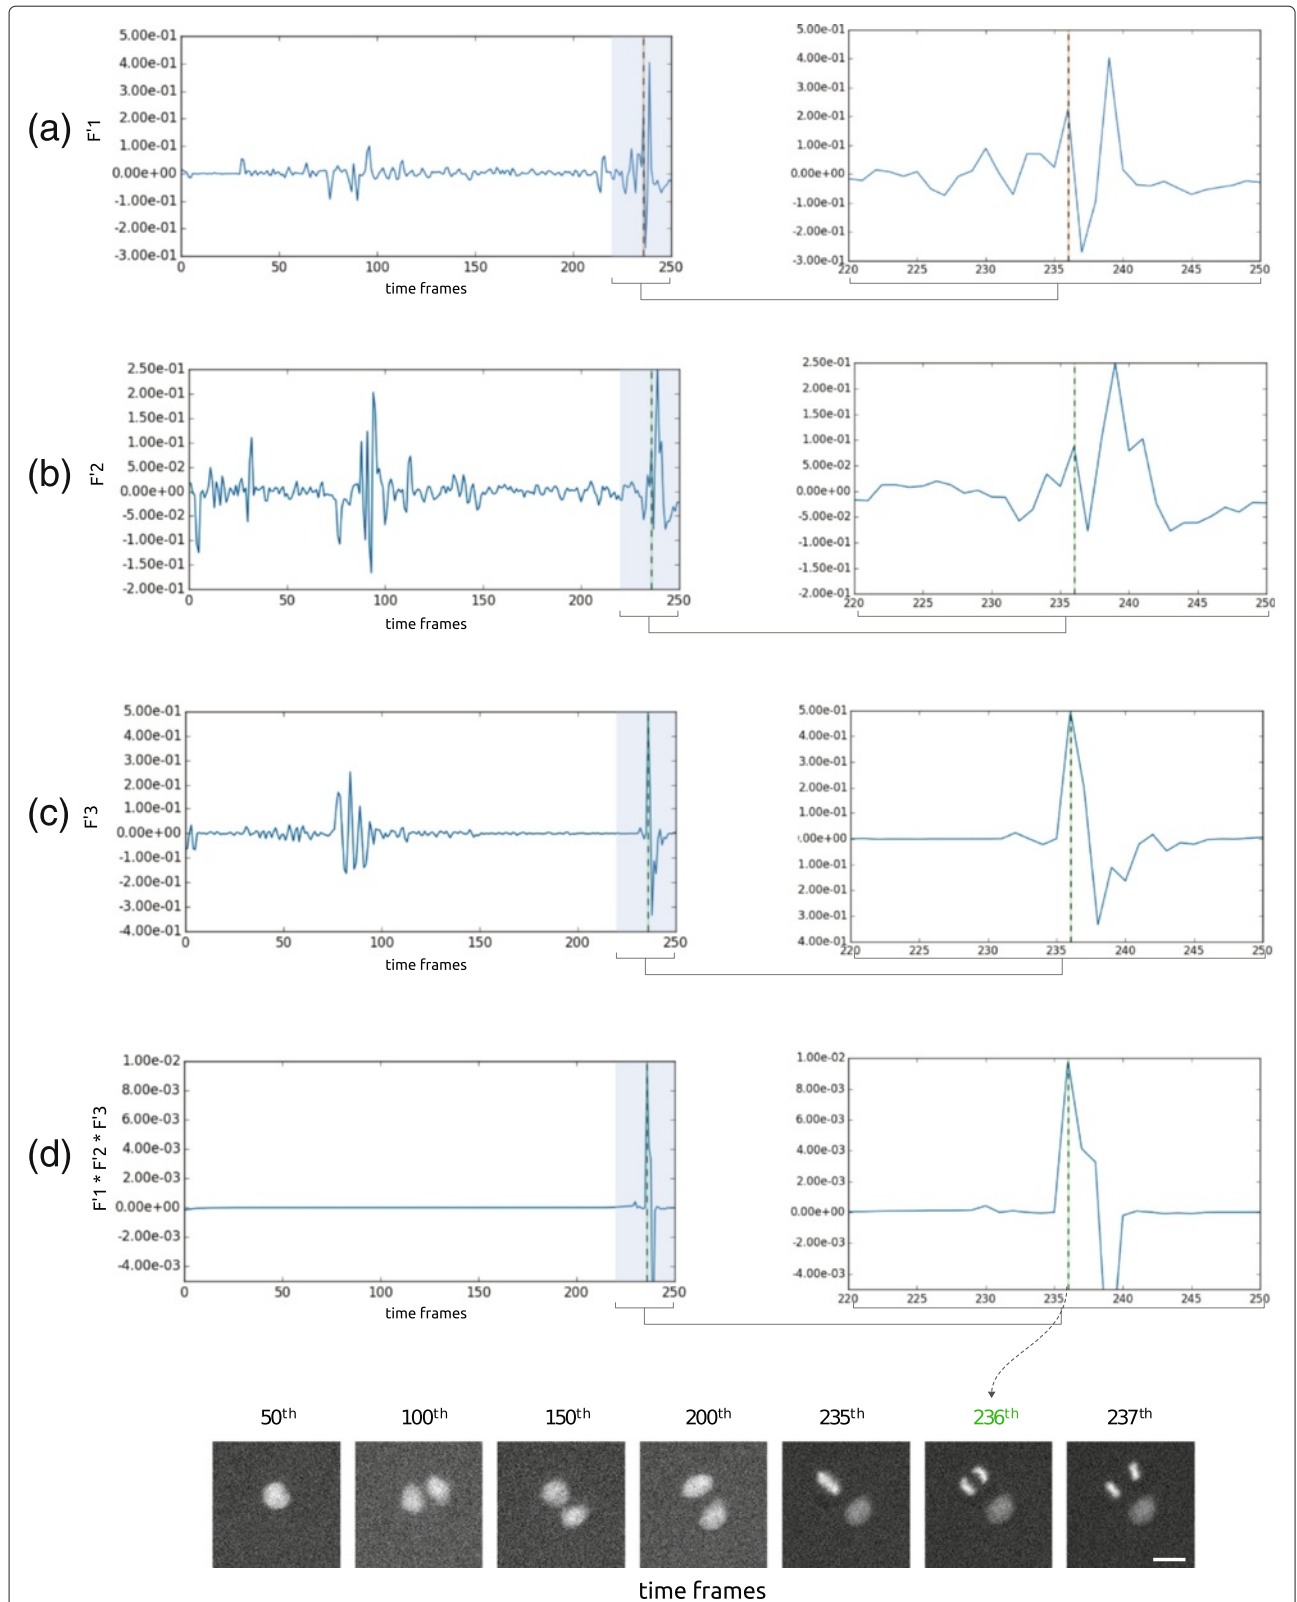 (a)
F'1
5.00e-01
4.00e-01
3.00e-01
2.00e-01
1.00e-01
0.00e+00
-1.00e-01
-2.00e-01
-3.00e-01
0 50 100 150 200 250
time frames
5.00e-01
4.00e-01
3.00e-01
2.00e-01
1.00e-01
0.00e+00
-1.00e-01
-2.00e-01
-3.00e-01
220 225 230 235 240 245 250
(b)
F'2
2.50e-01
2.00e-01
1.50e-01
1.00e-01
5.00e-02
0.00e+00
-5.00e-02
-1.00e-01
-1.50e-01
-2.00e-01
0 50 100 150 200 250
time frames
2.50e-01
2.00e-01
1.50e-01
1.00e-01
5.00e-02
0.00e+00
-5.00e-02
-1.00e-01
-1.50e-01
-2.00e-01
220 225 230 235 240 245 250
(c)
F'3
5.00e-01
4.00e-01
3.00e-01
2.00e-01
1.00e-01
0.00e+00
-1.00e-01
-2.00e-01
-3.00e-01
-4.00e-01
0 50 100 150 200 250
time frames
5.00e-01
4.00e-01
3.00e-01
2.00e-01
1.00e-01
.00e+00
1.00e-01
2.00e-01
3.00e-01
4.00e-01
220 225 230 235 240 245 250
(d)
F'1 * F'2 * F'3
1.00e-02
8.00e-03
6.00e-03
4.00e-03
2.00e-03
0.00e+00
-2.00e-03
-4.00e-03
0 50 100 150 200 250
time frames
1.00e-02
8.00e-03
6.00e-03
4.00e-03
2.00e-03
0.00e+00
-2.00e-03
-4.00e-03
220 225 230 235 240 245 250
50th 100th 150th 200th 235th 236th 237th
time frames